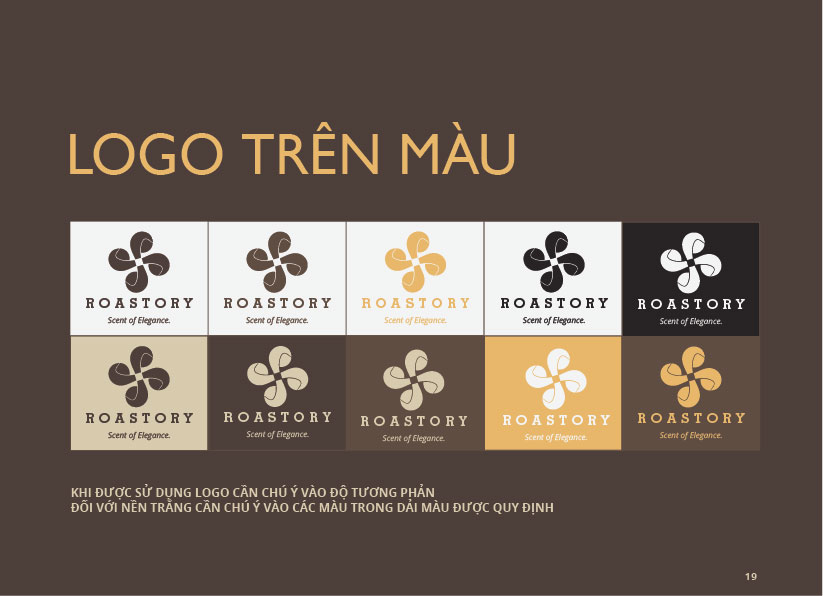 LOGO TRÊN MÀU
ROASTORY ROASTORY ROASTORY ROASTORY ROASTORY
Scent of Elegance. Scent of Elegance. Scent of Elegance. Scent of Elegance. Scent of Elegance.
ROASTORY ROASTORY ROASTORY ROASTORY ROASTORY
Scent of Elegance. Scent of Elegance. Scent of Elegance. Scent of Elegance. Scent of Elegance.
KHI ĐƯỢC SỬ DỤNG LOGO CẦN CHÚ Ý VÀO ĐỘ TƯƠNG PHẢN
ĐỐI VỚI NỀN TRẮNG CẦN CHÚ Ý VÀO CÁC MÀU TRONG DẢI MÀU ĐƯỢC QUY ĐỊNH
19